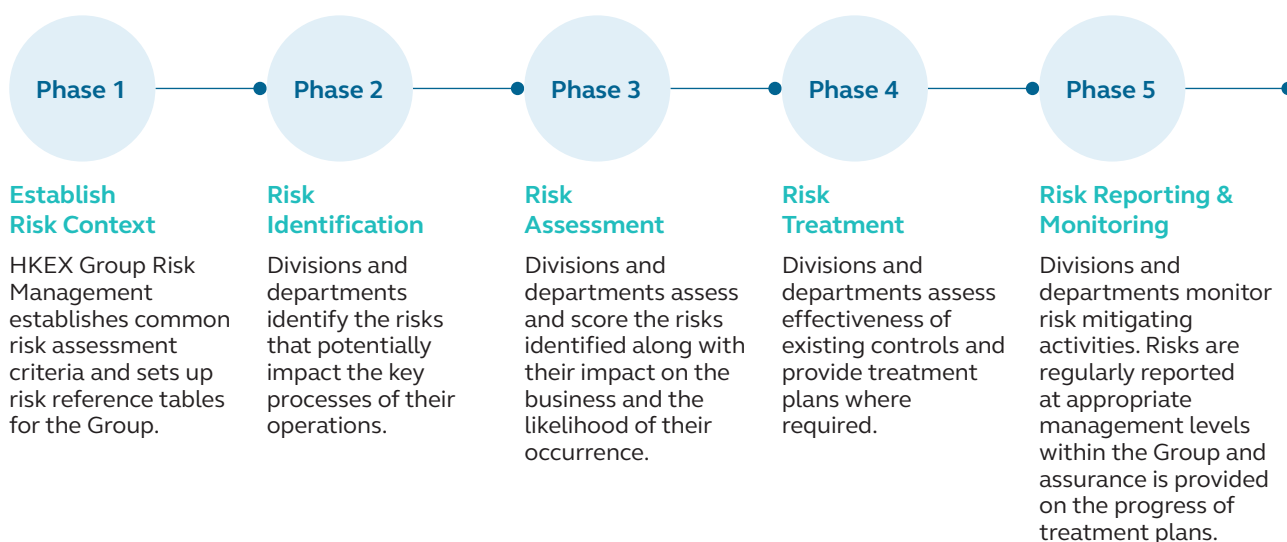 Phase 1
Phase 2
Phase 3
Phase 4
Phase 5
Establish
Risk Context
HKEX Group Risk
Management
establishes common
risk assessment
criteria and sets up
risk reference tables
for the Group.
Risk
Identification
Divisions and
departments
identify the risks
that potentially
impact the key
processes of their
operations.
Risk
Assessment
Divisions and
departments assess
and score the risks
identified along with
their impact on the
business and the
likelihood of their
occurrence.
Risk
Treatment
Divisions and
departments assess
effectiveness of
existing controls and
provide treatment
plans where
required.
Risk Reporting &
Monitoring
Divisions and
departments monitor
risk mitigating
activities. Risks are
regularly reported
at appropriate
management levels
within the Group and
assurance is provided
on the progress of
treatment plans.